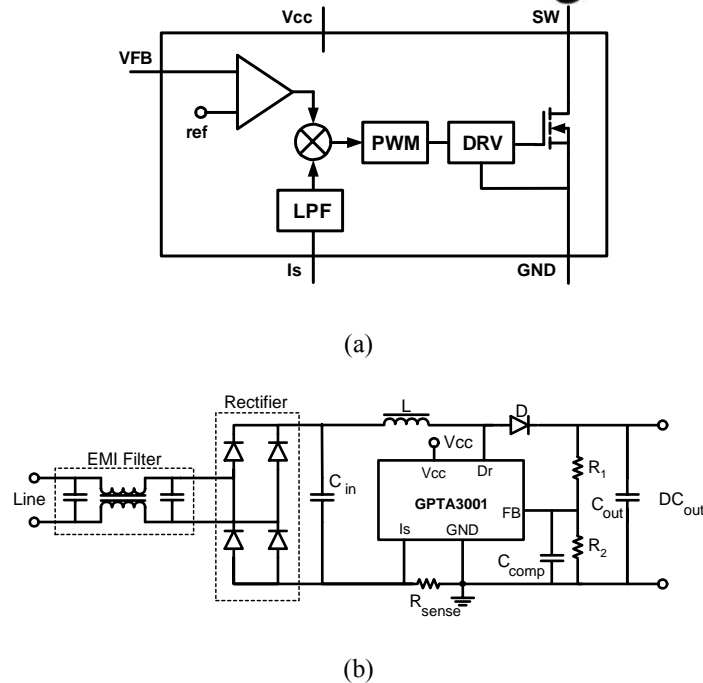 Vcc
SW
VFB
ref
PWM
DRV
LPF
Is
GND
(a)
Rectifier
L
D
EMI Filter
Vcc
Vcc
Dr
R1
Line
Cin
GPTA3001
FB
Cout
DCout
Is
GND
R2
Ccomp
Rsense
(b)